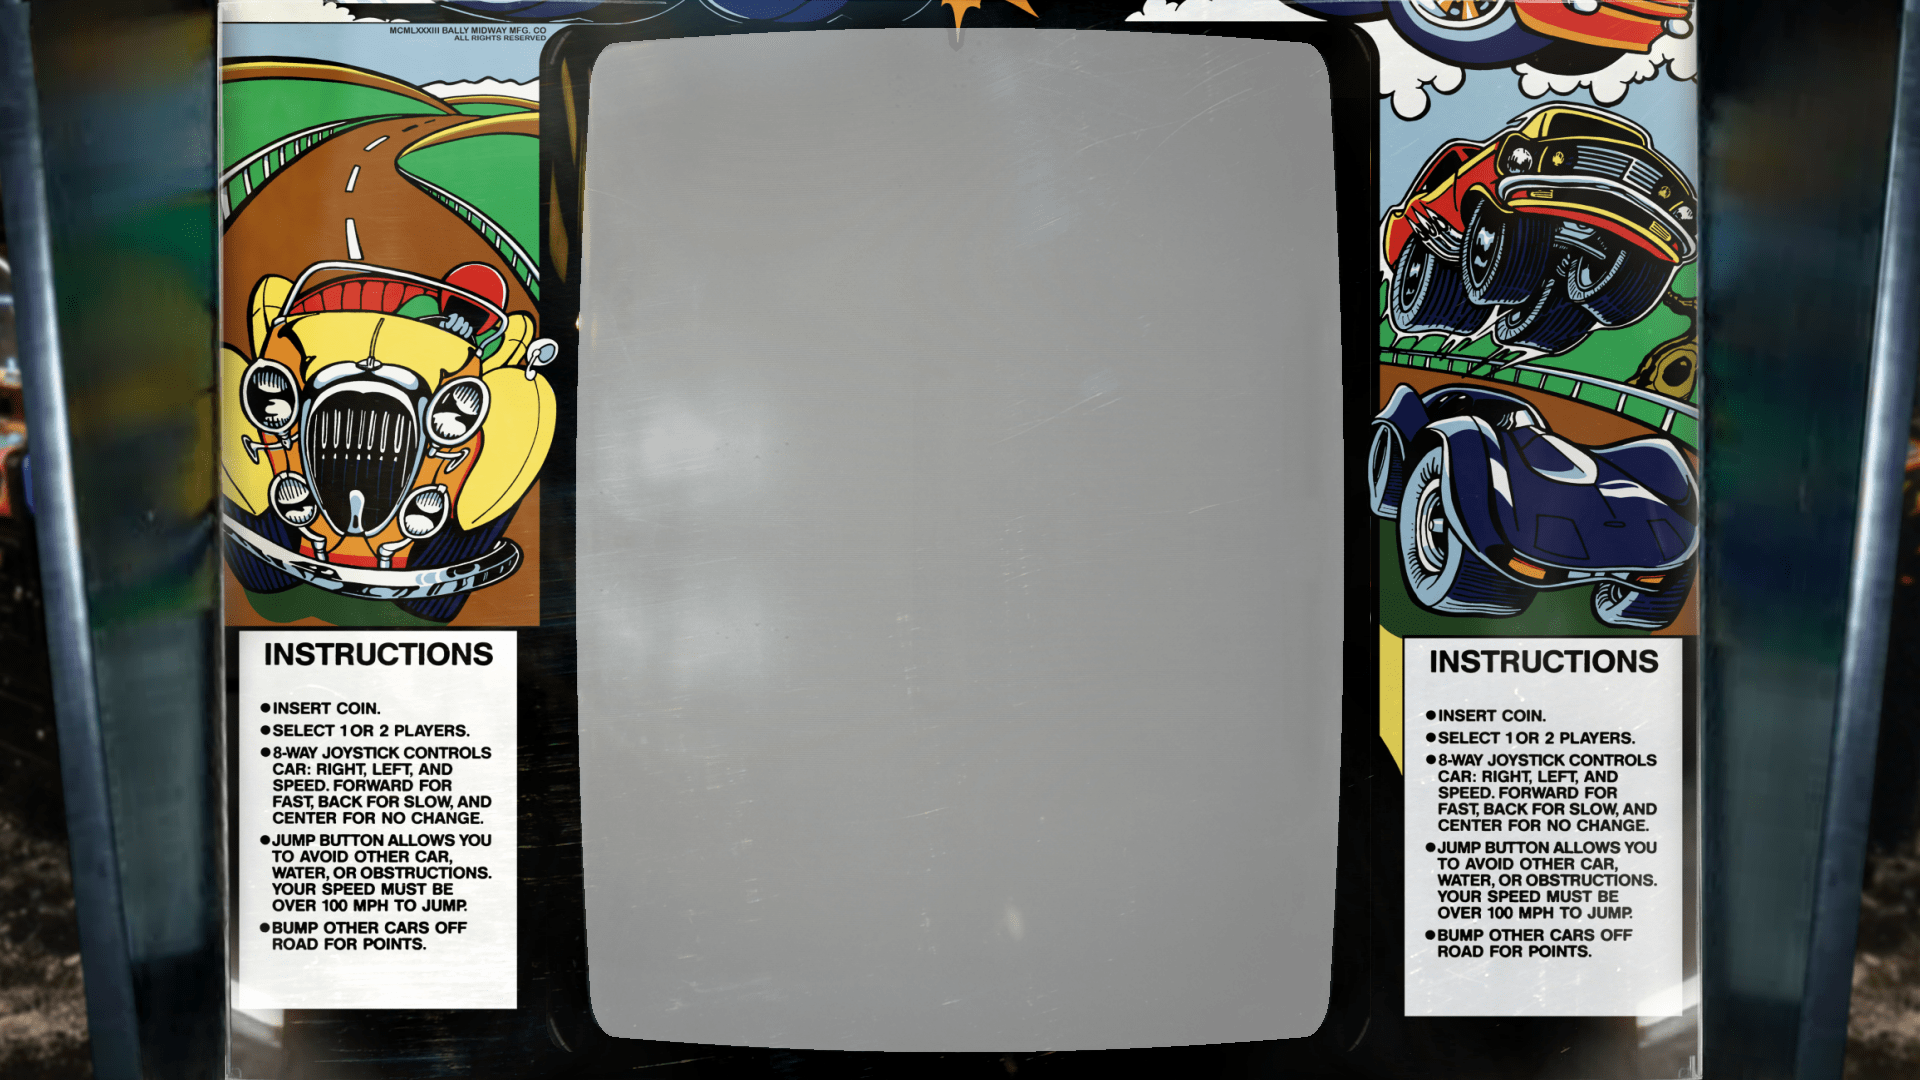 MCMLXXXIII BALLY MIDWAY MFG. CO
ALL RIGHTS RESERVED
INSTRUCTIONS
●INSERT COIN.
●SELECT 1 OR 2 PLAYERS.
●8-WAY JOYSTICK CONTROLS
CAR: RIGHT, LEFT, AND
SPEED. FORWARD FOR
FAST, BACK FOR SLOW, AND
CENTER FOR NO CHANGE.
●JUMP BUTTON ALLOWS YOU
TO AVOID OTHER CAR,
WATER, OR OBSTRUCTIONS.
YOUR SPEED MUST BE
OVER 100 MPH TO JUMP.
●BUMP OTHER CARS OFF
ROAD FOR POINTS.
INSTRUCTIONS
●INSERT COIN.
●SELECT 1 OR 2 PLAYERS.
●8-WAY JOYSTICK CONTROLS
CAR: RIGHT, LEFT, AND
SPEED. FORWARD FOR
FAST, BACK FOR SLOW, AND
CENTER FOR NO CHANGE.
●JUMP BUTTON ALLOWS YOU
TO AVOID OTHER CAR,
WATER, OR OBSTRUCTIONS.
YOUR SPEED MUST BE
OVER 100 MPH TO JUMP.
●BUMP OTHER CARS OFF
ROAD FOR POINTS.